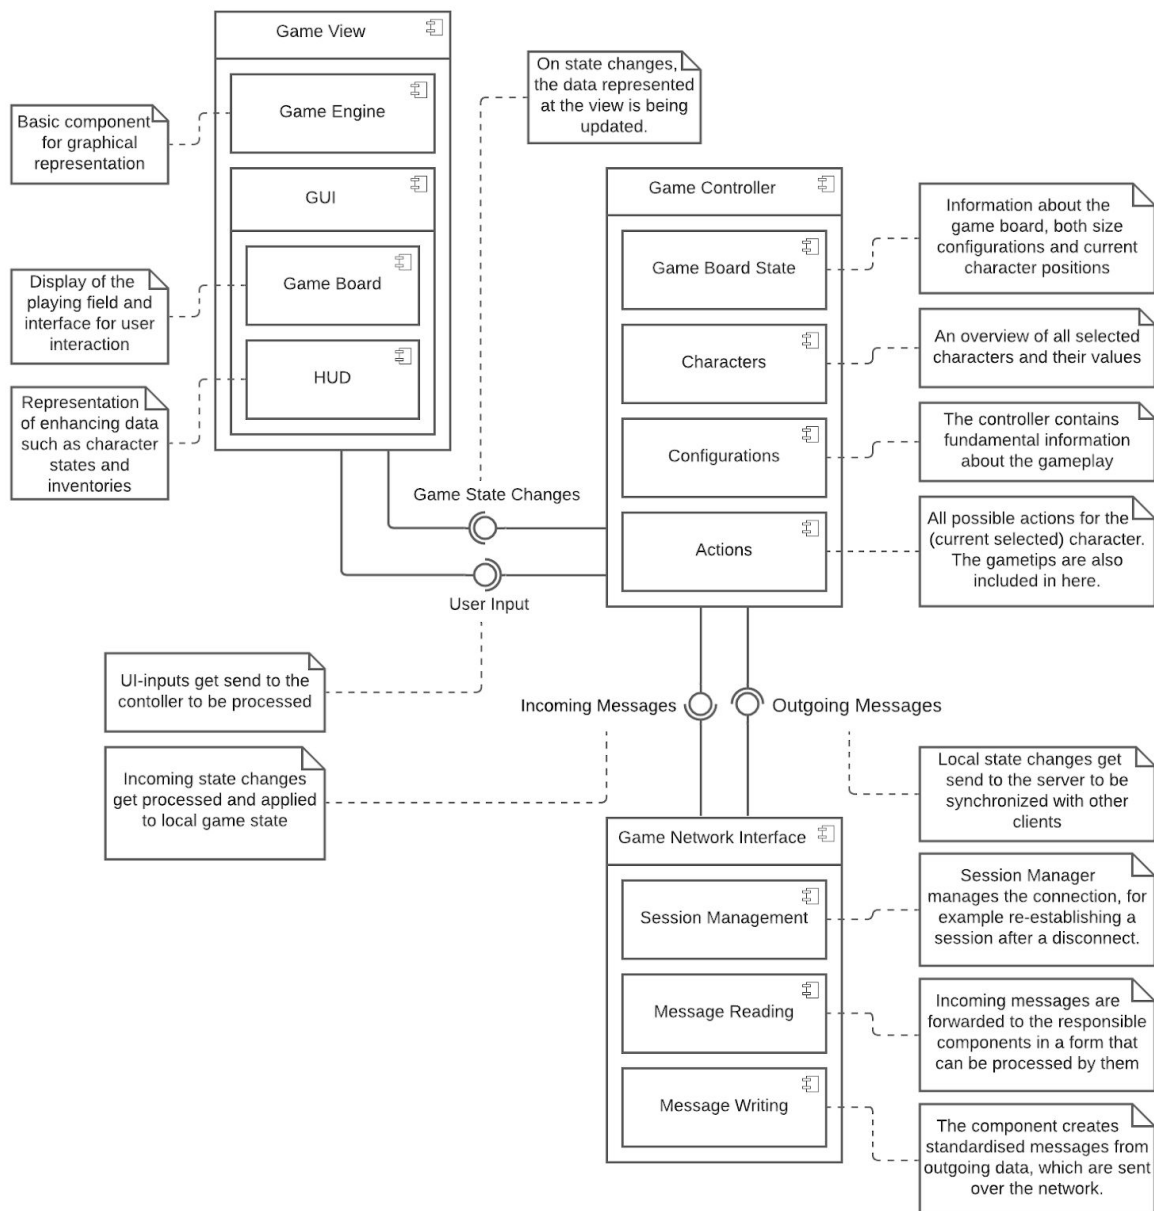 Game View
Game Engine
GUI
Game Board
HUD
Basic component
for graphical
representation
Display of the
playing field and
interface for user
interaction
Representation
of enhancing data
such as character
states and
inventories
On state changes,
the data represented
at the view is being
updated.
Game State Changes
User Input
Game Controller
Game Board State
Characters
Configurations
Actions
Information about the
game board, both size
configurations and current
character positions
An overview of all selected
characters and their values
The controller contains
fundamental information
about the gameplay
All possible actions for the
(current selected) character.
The gametips are also
included in here.
UI-inputs get send to the
contoller to be processed
Incoming state changes
get processed and applied
to local game state
Incoming Messages
Outgoing Messages
Local state changes get
send to the server to be
synchronized with other
clients
Game Network Interface
Session Management
Message Reading
Message Writing
Session Manager
manages the connection, for
example re-establishing a
session after a disconnect.
Incoming messages are
forwarded to the responsible
components in a form that
can be processed by them
The component creates
standardised messages from
outgoing data, which are sent
over the network.